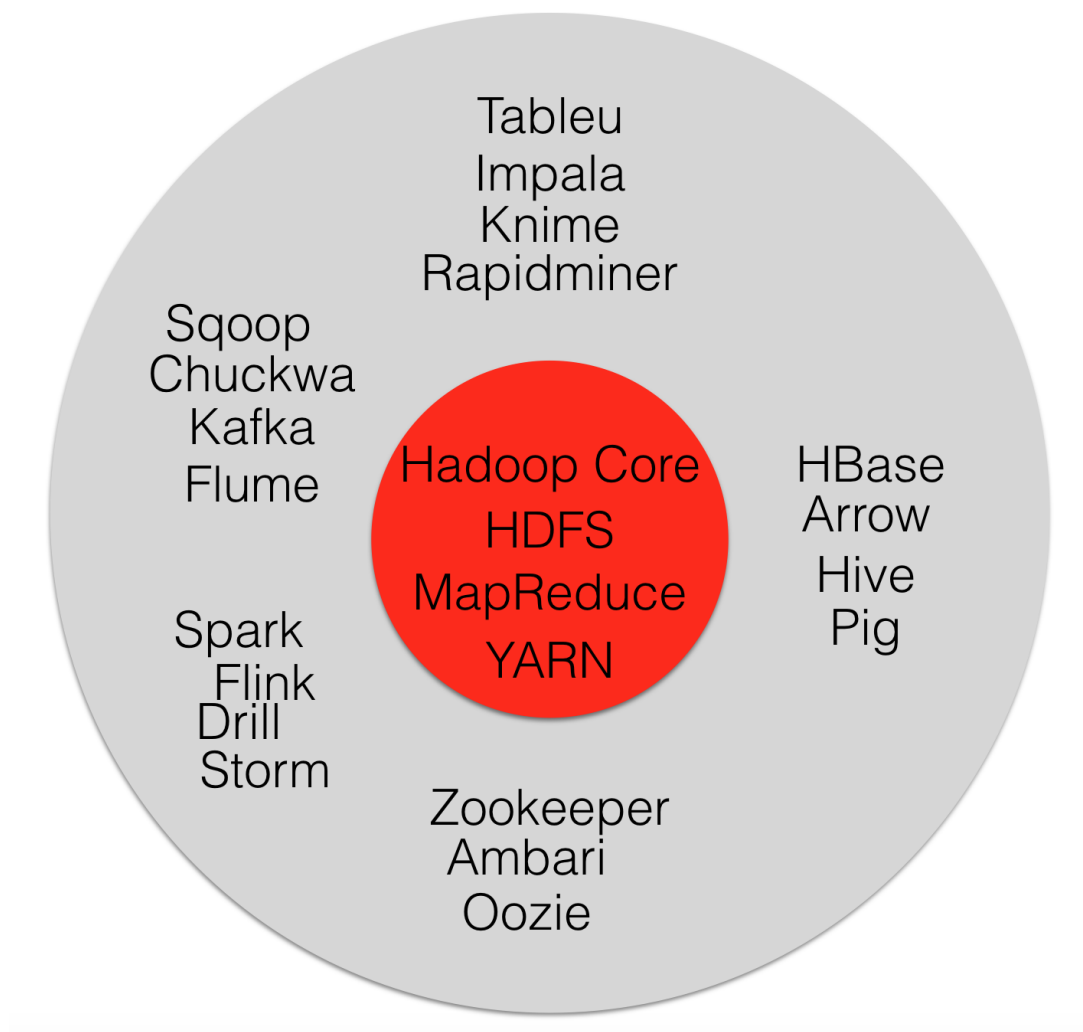 Tableu
Impala
Knime
Rapidminer
Sqoop
Chuckwa
Kafka
Flume
Hadoop Core
HDFS
MapReduce
YARN
HBase
Arrow
Hive
Pig
Spark
Flink
Drill
Storm
Zookeeper
Ambari
Oozie